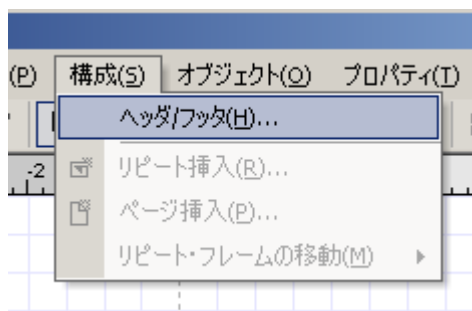 (P) 構成(S) オブジェクト(O) プロパティ(T)
ヘッダ/フッタ(H)...
-2
リピート挿入(R)...
ページ挿入(P)...
リピート・フレームの移動(M)